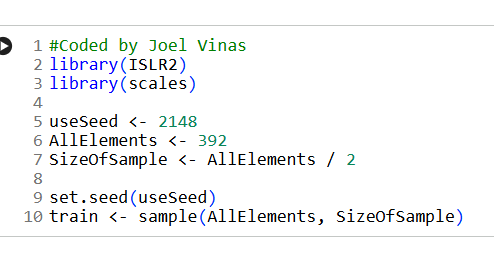 1 #Coded by Joel Vinas
2 library(ISLR2)
3 library(scales)
4
5 useSeed <- 2148
6 AllElements <- 392
7 SizeOfSample <- AllElements / 2
8
9 set.seed(useSeed)
10 train <- sample(AllElements, SizeOfSample)